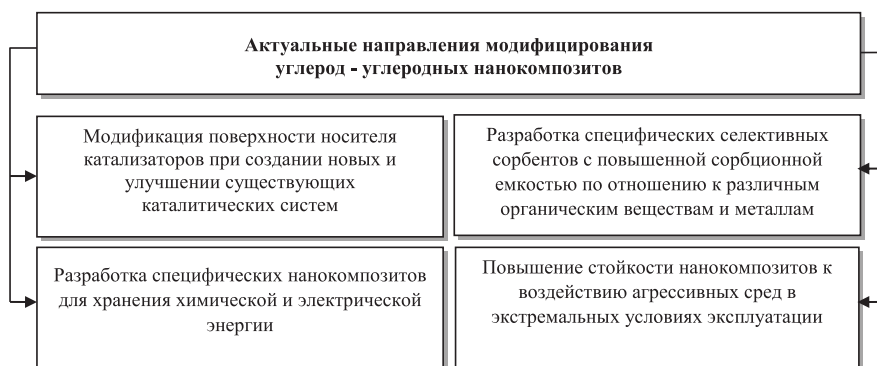 Актуальные направления модифицирования
углерод - углеродных нанокомпозитов
Модификация поверхности носителя
катализаторов при создании новых и
улучшении существующих
каталитических систем
Разработка специфических селективных
сорбентов с повышенной сорбционной
емкостью по отношению к различным
органическим веществам и металлам
Разработка специфических нанокомпозитов
для хранения химической и электрической
энергии
Повышение стойкости нанокомпозитов к
воздействию агрессивных сред в
экстремальных условиях эксплуатации